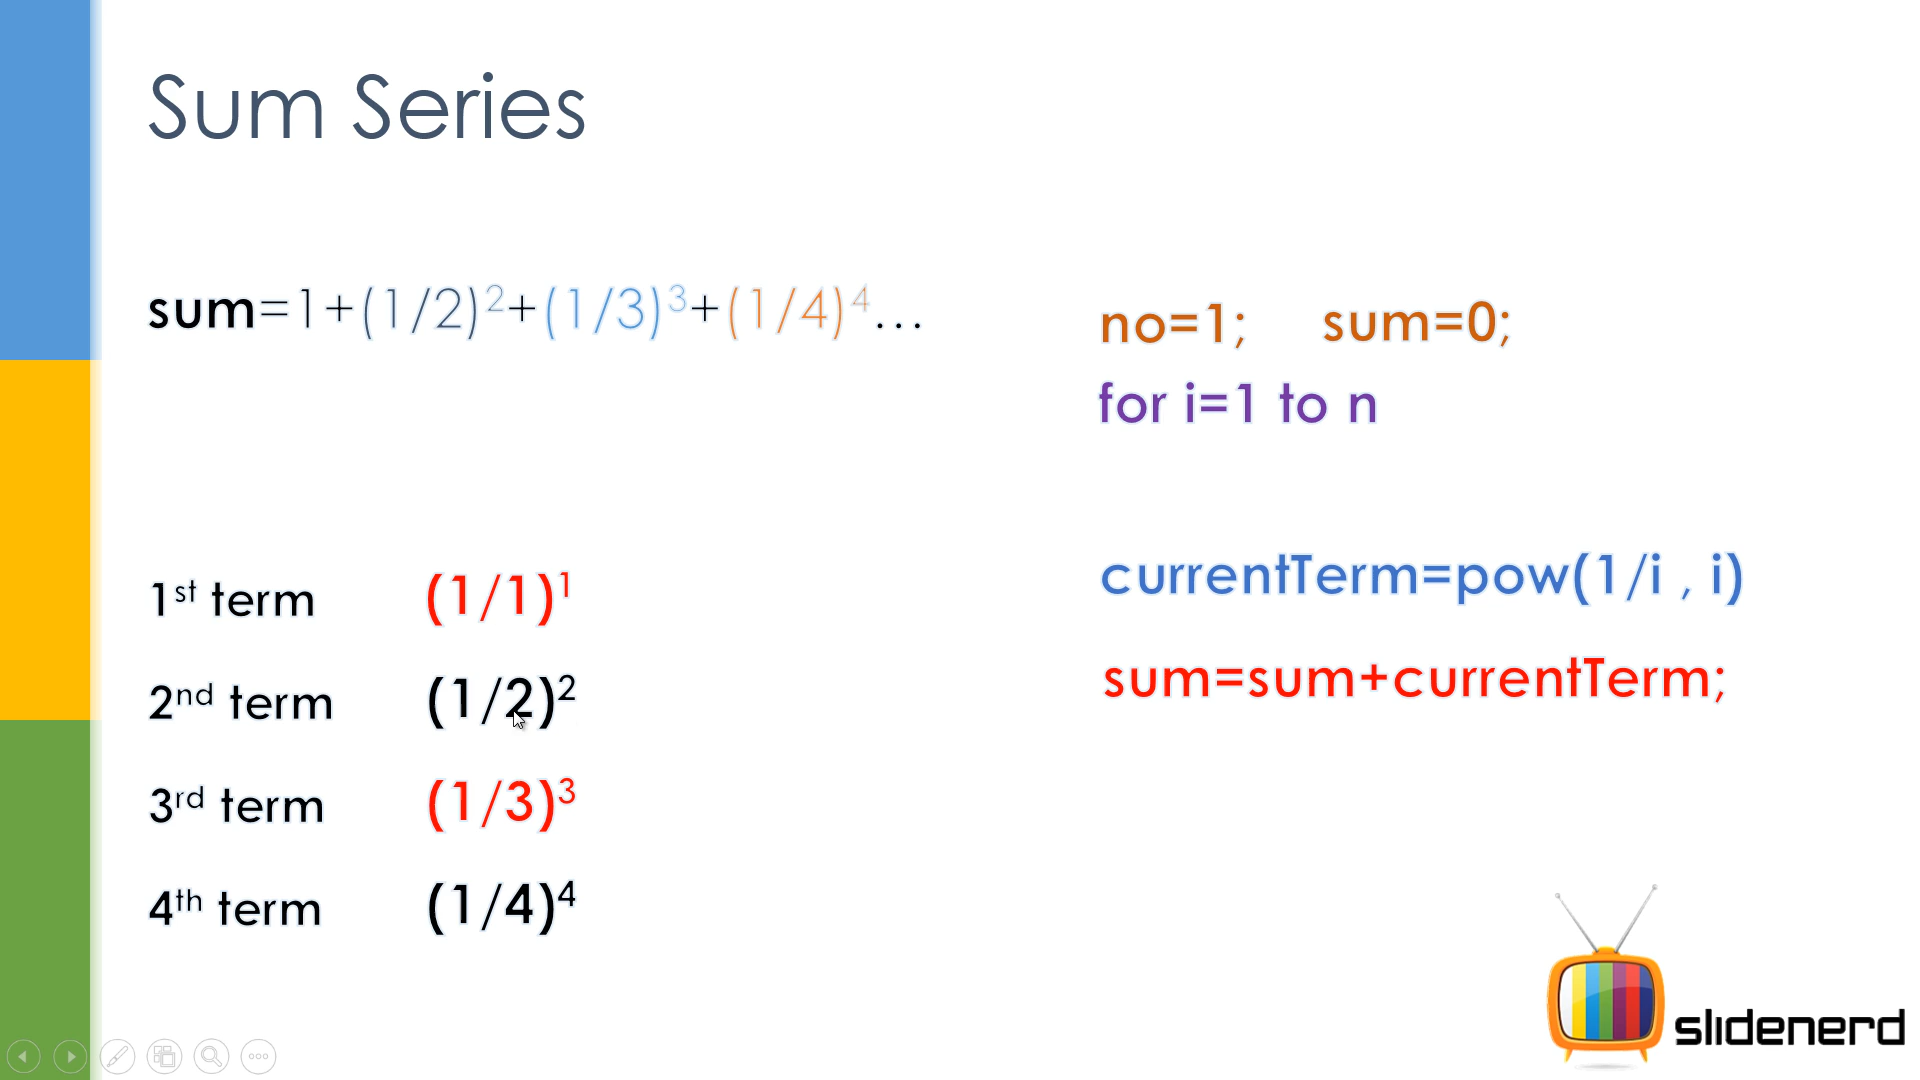 Sum Series
sum=1+(1/2)²+(1/3)³+(1/4)⁴...
no=1; sum=0;
for i=1 to n
currentTerm=pow(1/i , i)
sum=sum+currentTerm;
1st term (1/1)¹
2nd term (1/2)²
3rd term (1/3)³
4th term (1/4)⁴
slidenerd